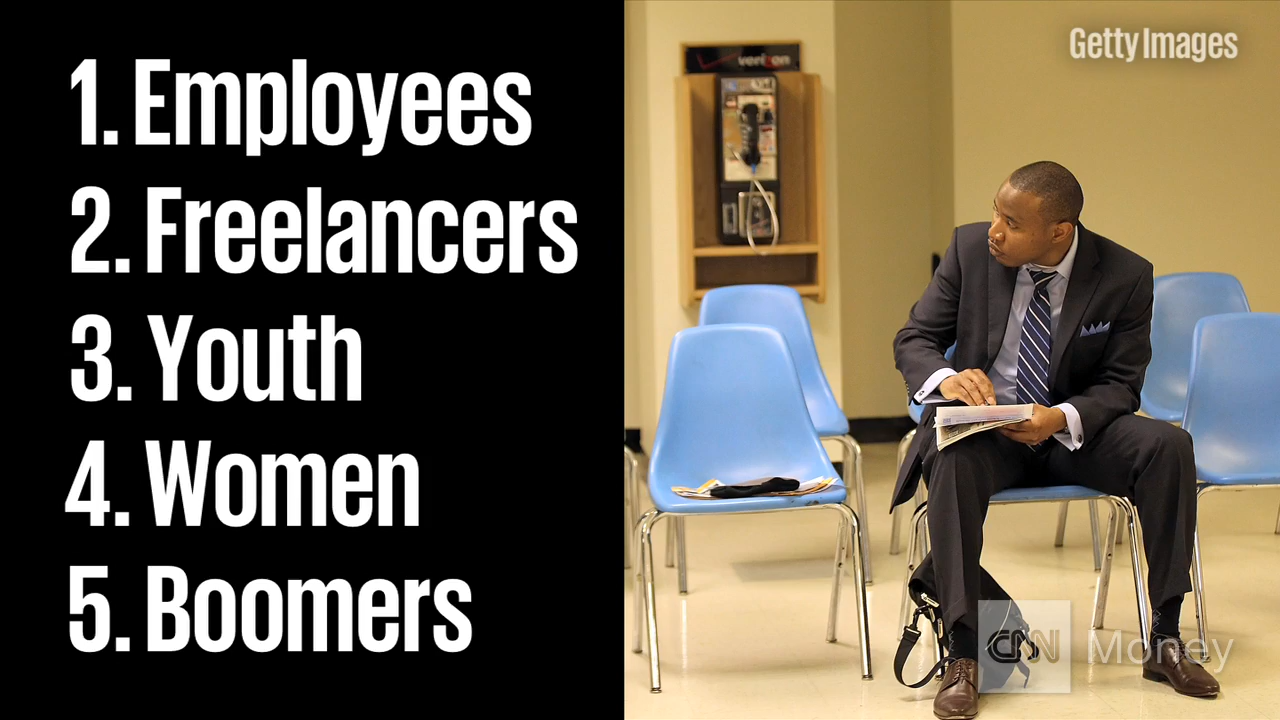 1. Employees
2. Freelancers
3. Youth
4. Women
5. Boomers
Getty Images
verizon
CNN Money